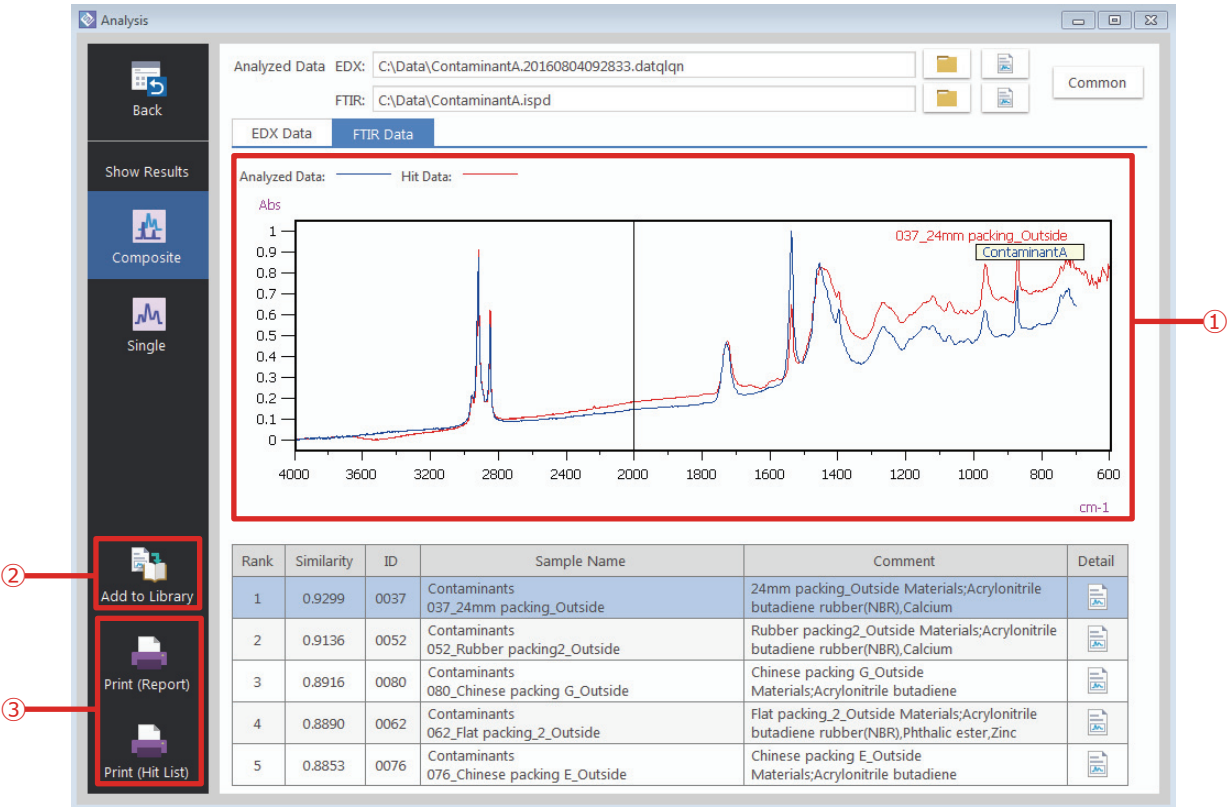 Analysis
Back
Show Results
Composite
Single
Add to Library
Print (Report)
Print (Hit List)
Analyzed Data EDX: C:\Data\ContaminantA.20160804092833.datqlqn
FTIR: C:\Data\ContaminantA.ispd
Common
EDX Data FTIR Data
Analyzed Data: Hit Data:
Abs
037_24mm packing_Outside
ContaminantA
1
0.9
0.8
0.7
0.6
0.5
0.4
0.3
0.2
0.1
0
4000 3600 3200 2800 2400 2000 1800 1600 1400 1200 1000 800 600
cm-1
Rank Similarity ID Sample Name Comment Detail
1 0.9299 0037 Contaminants 24mm packing_Outside Materials;Acrylonitrile
037_24mm packing_Outside butadiene rubber(NBR),Calcium
2 0.9136 0052 Contaminants Rubber packing2_Outside Materials;Acrylonitrile
052_Rubber packing2_Outside butadiene rubber(NBR),Calcium
3 0.8916 0080 Contaminants Chinese packing G_Outside
080_Chinese packing G_Outside Materials;Acrylonitrile butadiene
4 0.8890 0062 Contaminants Flat packing_2_Outside Materials;Acrylonitrile
062_Flat packing_2_Outside butadiene rubber(NBR),Phthalic ester,Zinc
5 0.8853 0076 Contaminants Chinese packing E_Outside
076_Chinese packing E_Outside Materials;Acrylonitrile butadiene
①
②
③